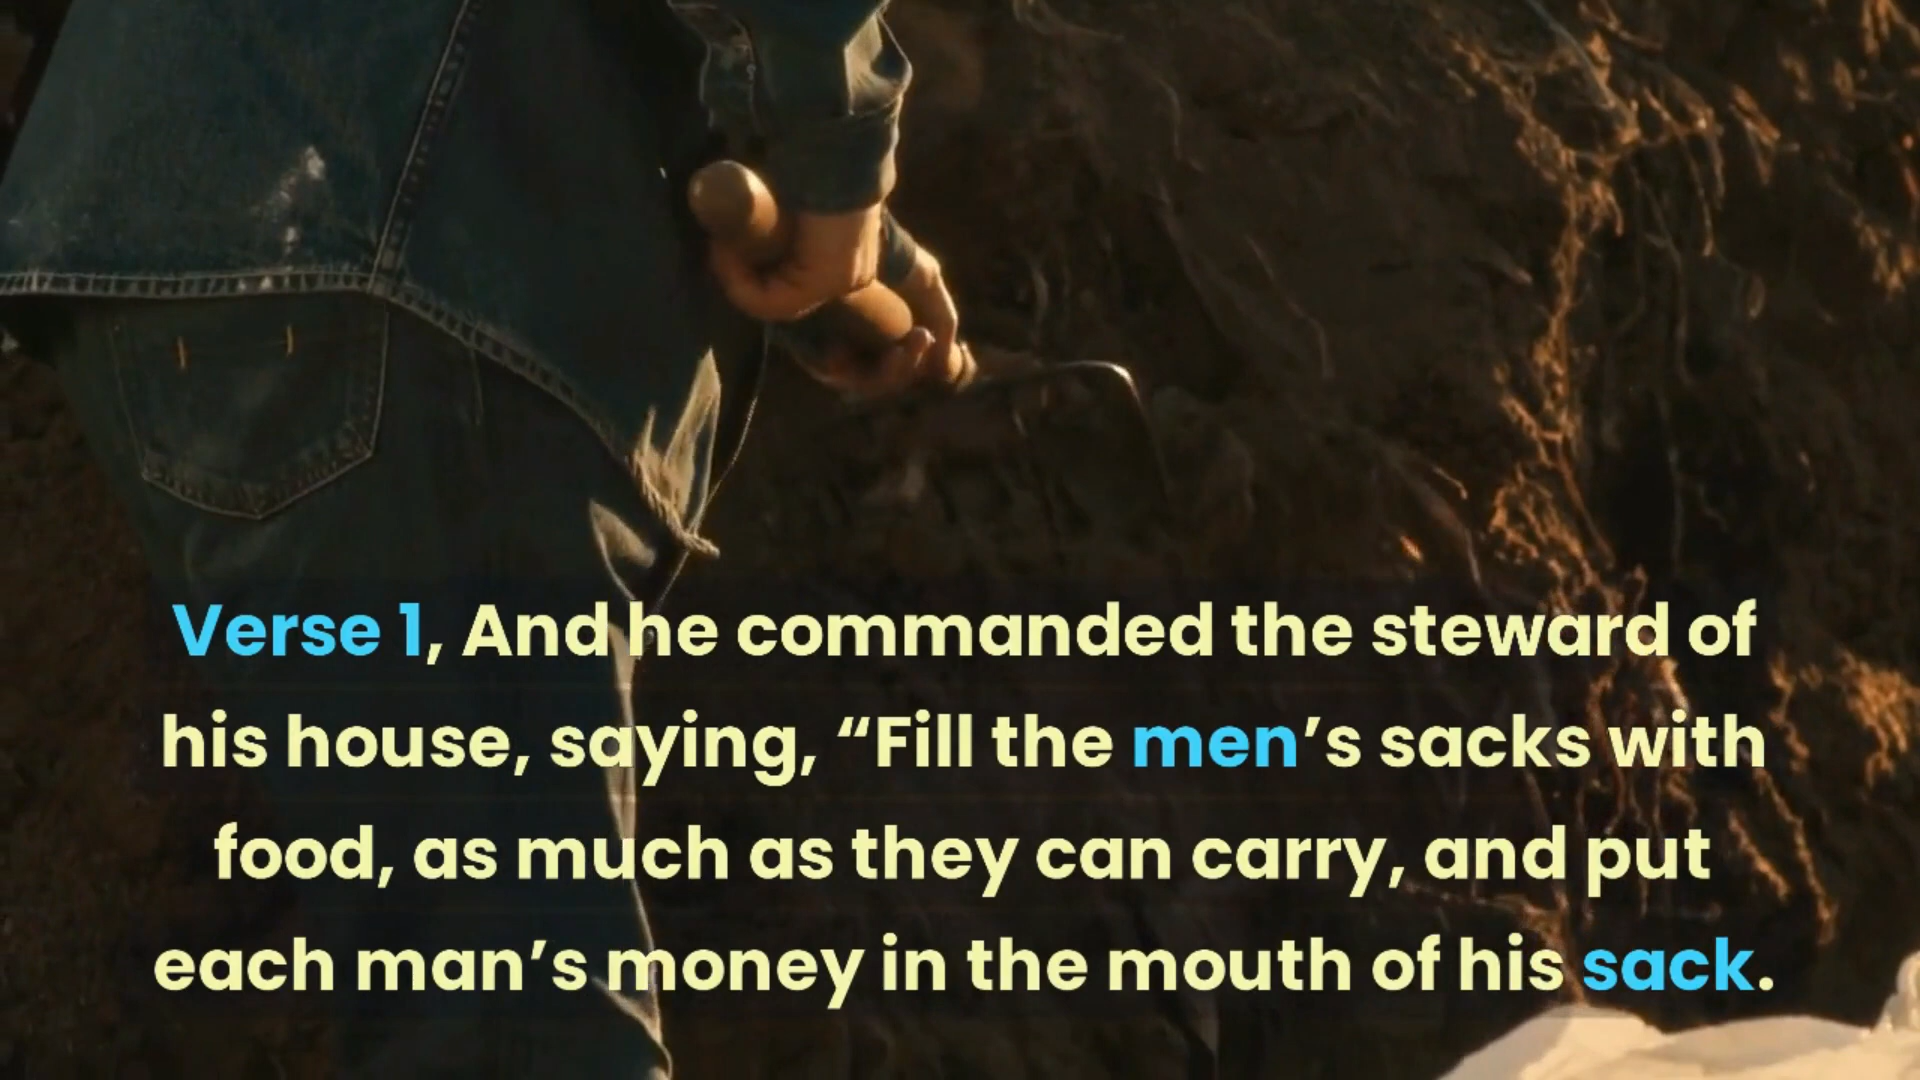 Verse 1, And he commanded the steward of
his house, saying, “Fill the men’s sacks with
food, as much as they can carry, and put
each man’s money in the mouth of his sack.